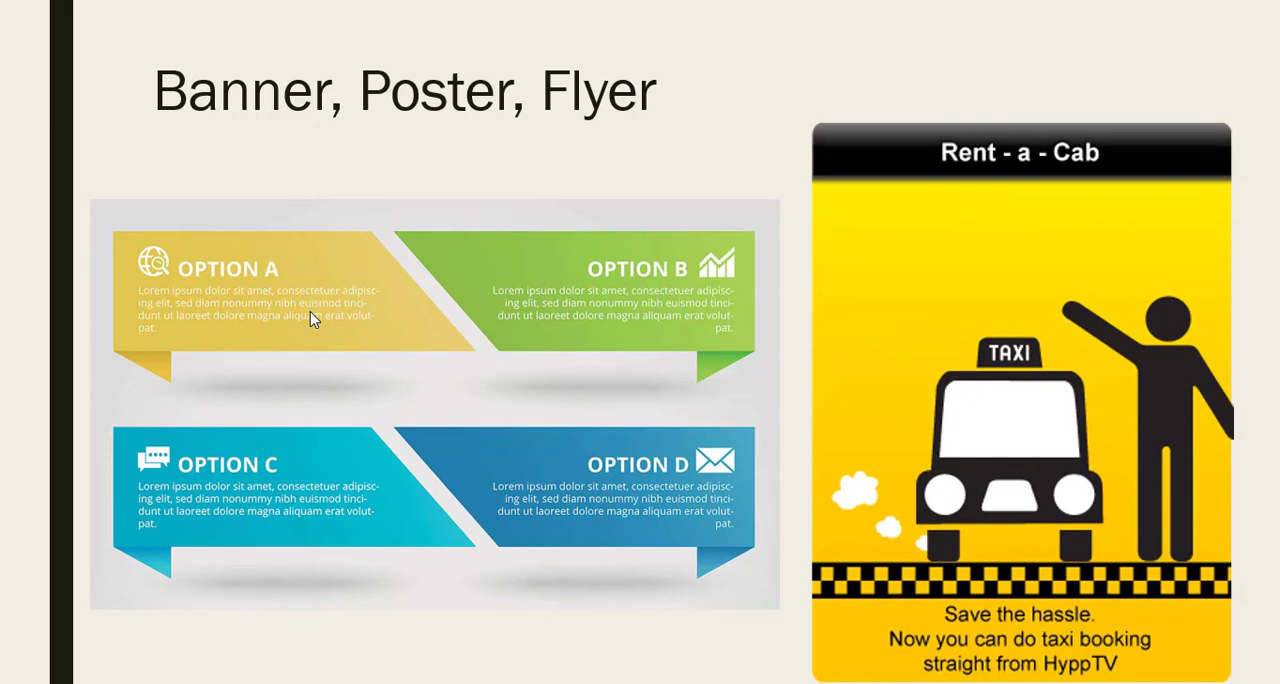 Banner, Poster, Flyer
OPTION A
Lorem ipsum dolor sit amet, consectetuer adipisc-
ing elit, sed diam nonummy nibh euismod tinci-
dunt ut laoreet dolore magna aliquam erat volut-
pat.
OPTION B
Lorem ipsum dolor sit amet, consectetuer adipisc-
ing elit, sed diam nonummy nibh euismod tinci-
dunt ut laoreet dolore magna aliquam erat volut-
pat.
OPTION C
Lorem ipsum dolor sit amet, consectetuer adipisc-
ing elit, sed diam nonummy nibh euismod tinci-
dunt ut laoreet dolore magna aliquam erat volut-
pat.
OPTION D
Lorem ipsum dolor sit amet, consectetuer adipisc-
ing elit, sed diam nonummy nibh euismod tinci-
dunt ut laoreet dolore magna aliquam erat volut-
pat.
Rent - a - Cab
TAXI
Save the hassle.
Now you can do taxi booking
straight from HyppTV